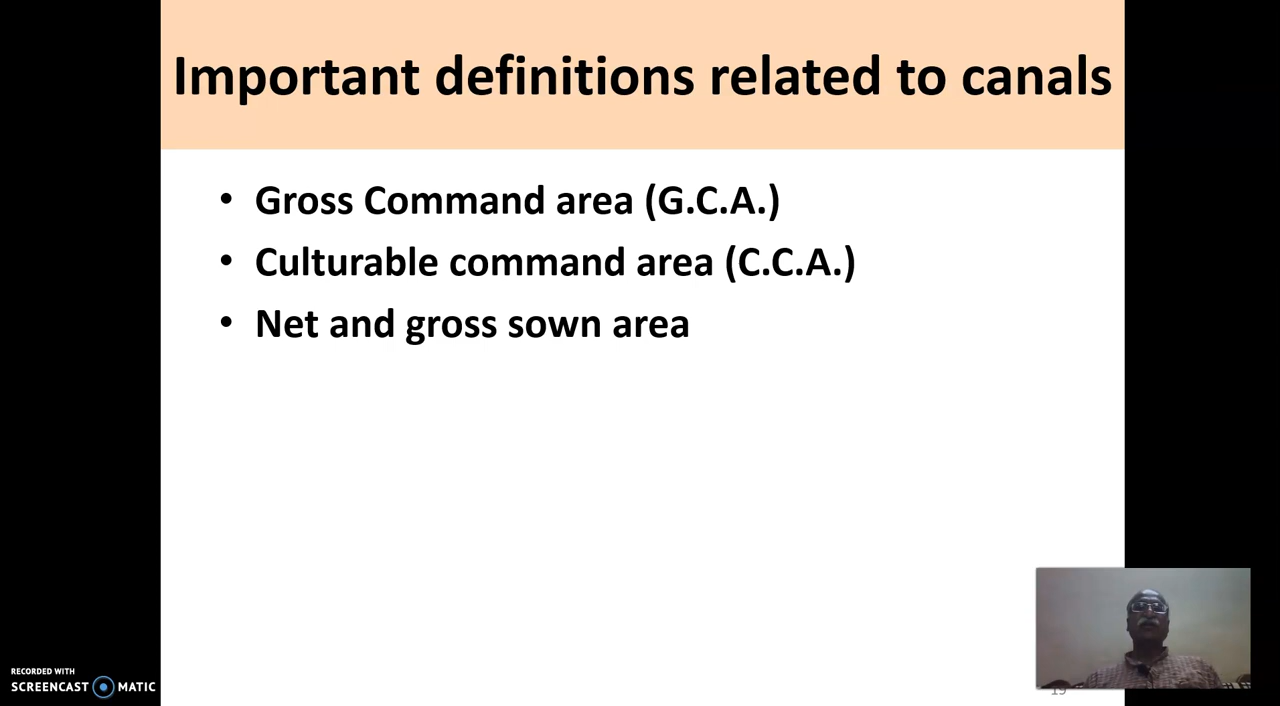 Important definitions related to canals
• Gross Command area (G.C.A.)
• Culturable command area (C.C.A.)
• Net and gross sown area
RECORDED WITH
SCREENCAST MATIC
19